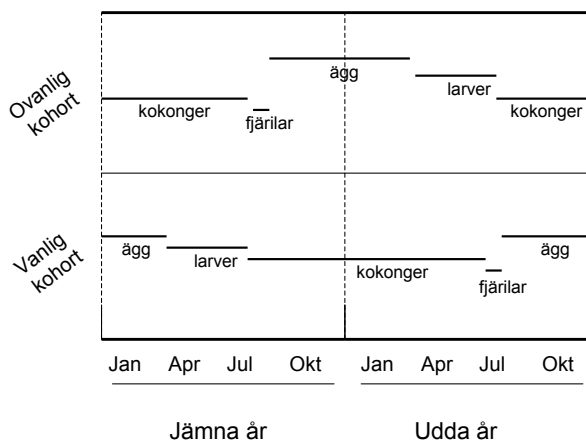 Ovanlig
kohort
ägg
larver
kokonger
fjärilar
kokonger
Vanlig
kohort
ägg
larver
kokonger
fjärilar
ägg
Jan Apr Jul Okt Jan Apr Jul Okt
Jämna år Udda år